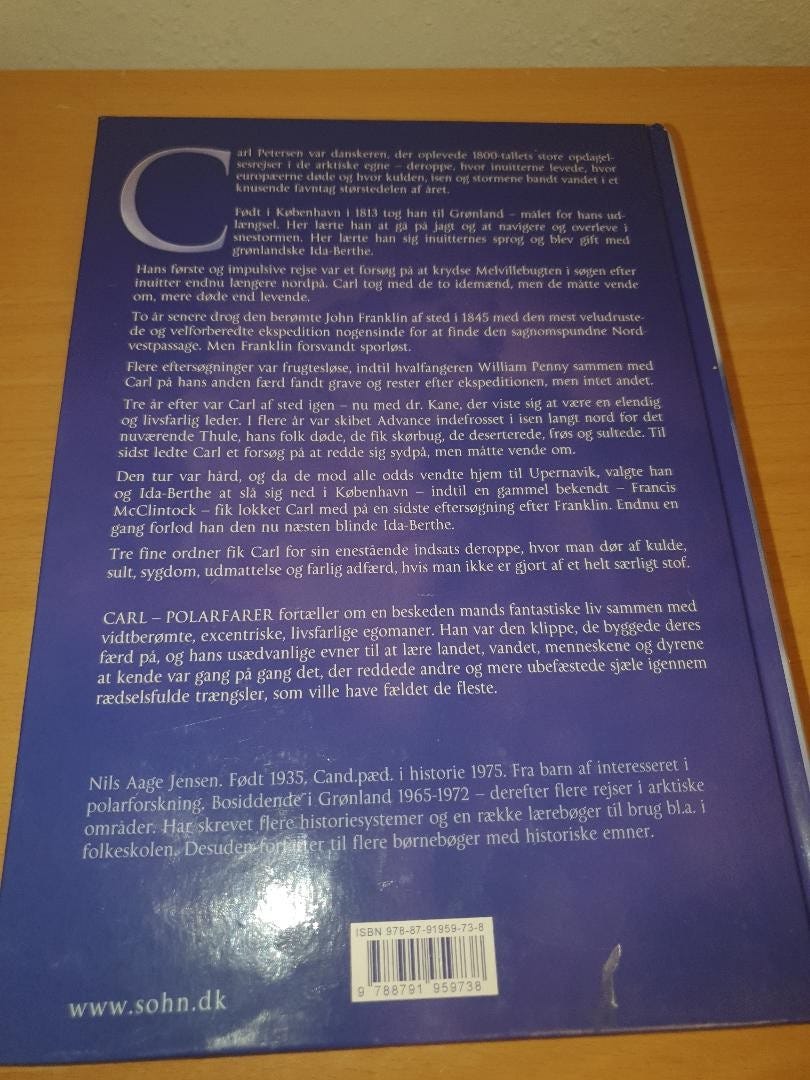 Carl Petersen var danskeren, der oplevede 1800-tallets store opdagel-
sesrejser i de arktiske egne – deroppe, hvor inuitterne levede, hvor
europæerne døde og hvor kulden, isen og stormene bandt vandet i et
knusende favntag størstedelen af året.
Født i København i 1813 tog han til Grønland – målet for hans ud-
længsel. Her lærte han at gå på jagt og at navigere og overleve i
snestormen. Her lærte han sig inuitternes sprog og blev gift med
grønlandske Ida-Berthe.
Hans første og impulsive rejse var et forsøg på at krydse Melvillebugten i søgen efter
inuitter endnu længere nordpå. Carl tog med de to idemænd, men de måtte vende
om, mere døde end levende.
To år senere drog den berømte John Franklin af sted i 1845 med den mest veludruste-
de og velforberedte ekspedition nogensinde for at finde den sagnomspundne Nord-
vestpassage. Men Franklin forsvandt sporløst.
Flere eftersøgninger var frugtesløse, indtil hvalfangeren William Penny sammen med
Carl på hans anden færd fandt grave og rester efter ekspeditionen, men intet andet.
Tre år efter var Carl af sted igen – nu med dr. Kane, der viste sig at være en elendig
og livsfarlig leder. I flere år var skibet Advance indefrosset i isen langt nord for det
nuværende Thule, hans folk døde, de fik skørbug, de deserterede, frøs og sultede. Til
sidst ledte Carl et forsøg på at redde sig sydpå, men måtte vende om.
Den tur var hård, og da de mod alle odds vendte hjem til Upernavik, valgte han
og Ida-Berthe at slå sig ned i København – indtil en gammel bekendt – Francis
McClintock – fik lokket Carl med på en sidste eftersøgning efter Franklin. Endnu en
gang forlod han den nu næsten blinde Ida-Berthe.
Tre fine ordner fik Carl for sin enestående indsats deroppe, hvor man dør af kulde,
sult, sygdom, udmattelse og farlig adfærd, hvis man ikke er gjort af et helt særligt stof.
CARL – POLARFARER fortæller om en beskeden mands fantastiske liv sammen med
vidtberømte, excentriske, livsfarlige egomaner. Han var den klippe, de byggede deres
færd på, og hans usædvanlige evner til at lære landet, vandet, menneskene og dyrene
at kende var gang på gang det, der reddede andre og mere ubefæstede sjæle igennem
rædselsfulde trængsler, som ville have fældet de fleste.
Nils Aage Jensen. Født 1935. Cand.pæd. i historie 1975. Fra barn af interesseret i
polarforskning. Bosiddende i Grønland 1965-1972 – derefter flere rejser i arktiske
områder. Har skrevet flere historiesystemer og en række lærebøger til brug bl.a. i
folkeskolen. Desuden forfatter til flere børnebøger med historiske emner.
ISBN 978-87-91959-73-8
9 788791 959738
www.sohn.dk